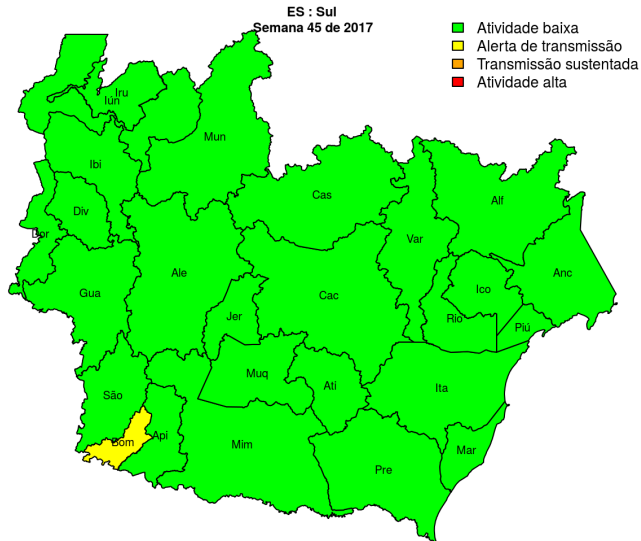 ES : Sul
Semana 45 de 2017
Atividade baixa
Alerta de transmissão
Transmissão sustentada
Atividade alta
Iru
Iún
Mun
Ibi
Cas
Alf
Div
Dor
Var
Ale
Anc
Gua
Cac
Ico
Jer
Rio
Piú
Muq
Ati
Ita
São
Bom
Api
Mim
Mar
Pre